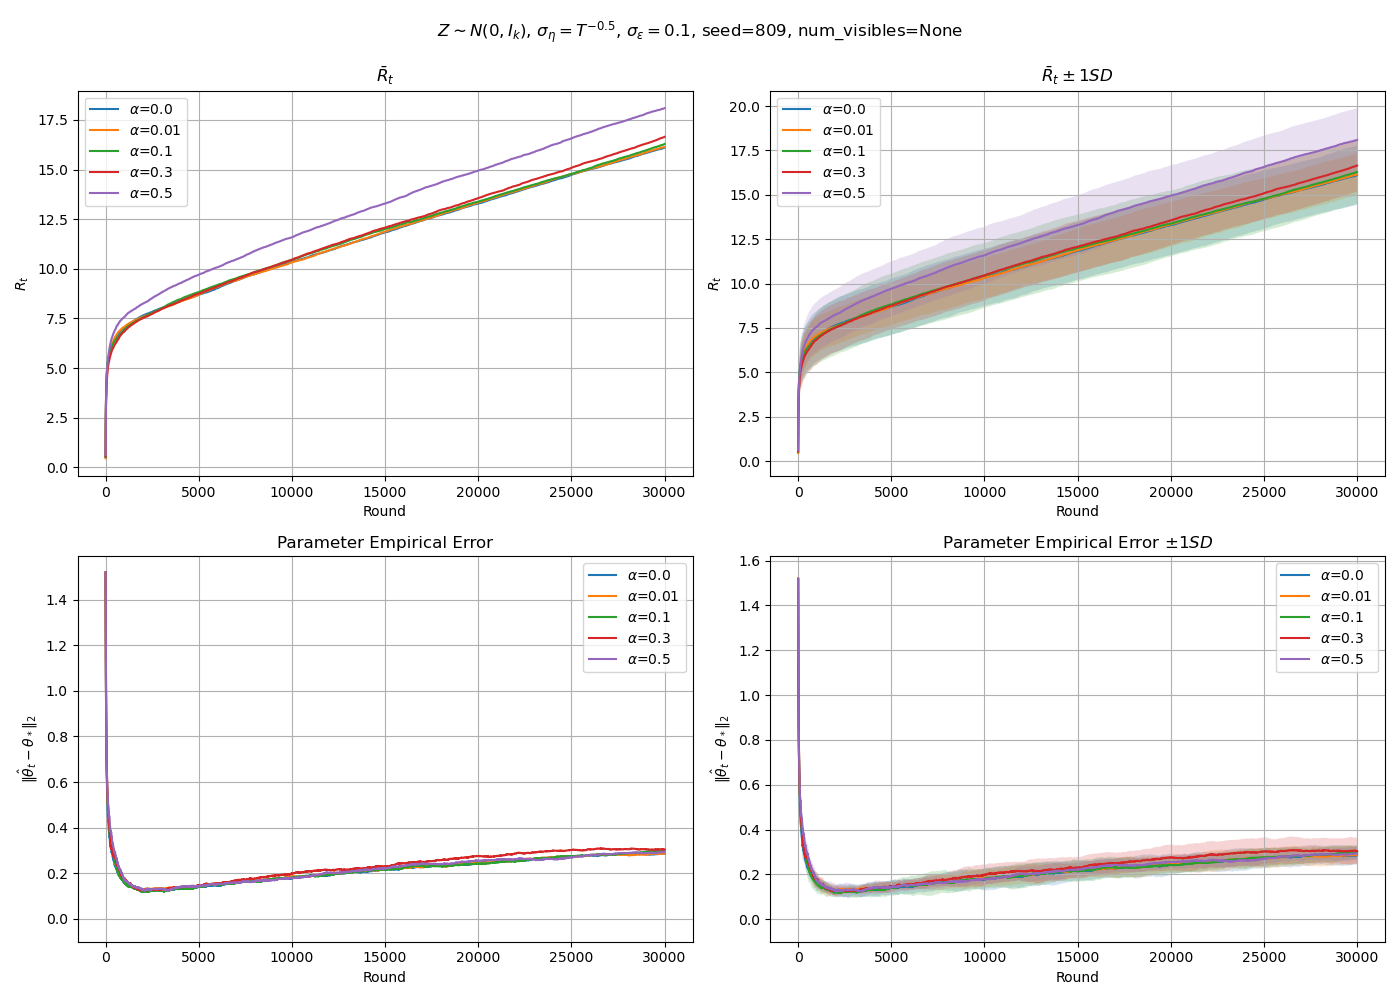 Z ∼ N(0, I_k), σ_η = T^{−0.5}, σ_ε = 0.1, seed=809, num_visibles=None
R̄_t
R_t
17.5
15.0
12.5
10.0
7.5
5.0
2.5
0.0
α=0.0
α=0.01
α=0.1
α=0.3
α=0.5
0 5000 10000 15000 20000 25000 30000
Round
R̄_t ± 1SD
R_t
20.0
17.5
15.0
12.5
10.0
7.5
5.0
2.5
0.0
α=0.0
α=0.01
α=0.1
α=0.3
α=0.5
0 5000 10000 15000 20000 25000 30000
Round
Parameter Empirical Error
‖θ̂_t − θ_*‖_2
1.4
1.2
1.0
0.8
0.6
0.4
0.2
0.0
α=0.0
α=0.01
α=0.1
α=0.3
α=0.5
0 5000 10000 15000 20000 25000 30000
Round
Parameter Empirical Error ±1SD
‖θ̂_t − θ_*‖_2
1.6
1.4
1.2
1.0
0.8
0.6
0.4
0.2
0.0
α=0.0
α=0.01
α=0.1
α=0.3
α=0.5
0 5000 10000 15000 20000 25000 30000
Round